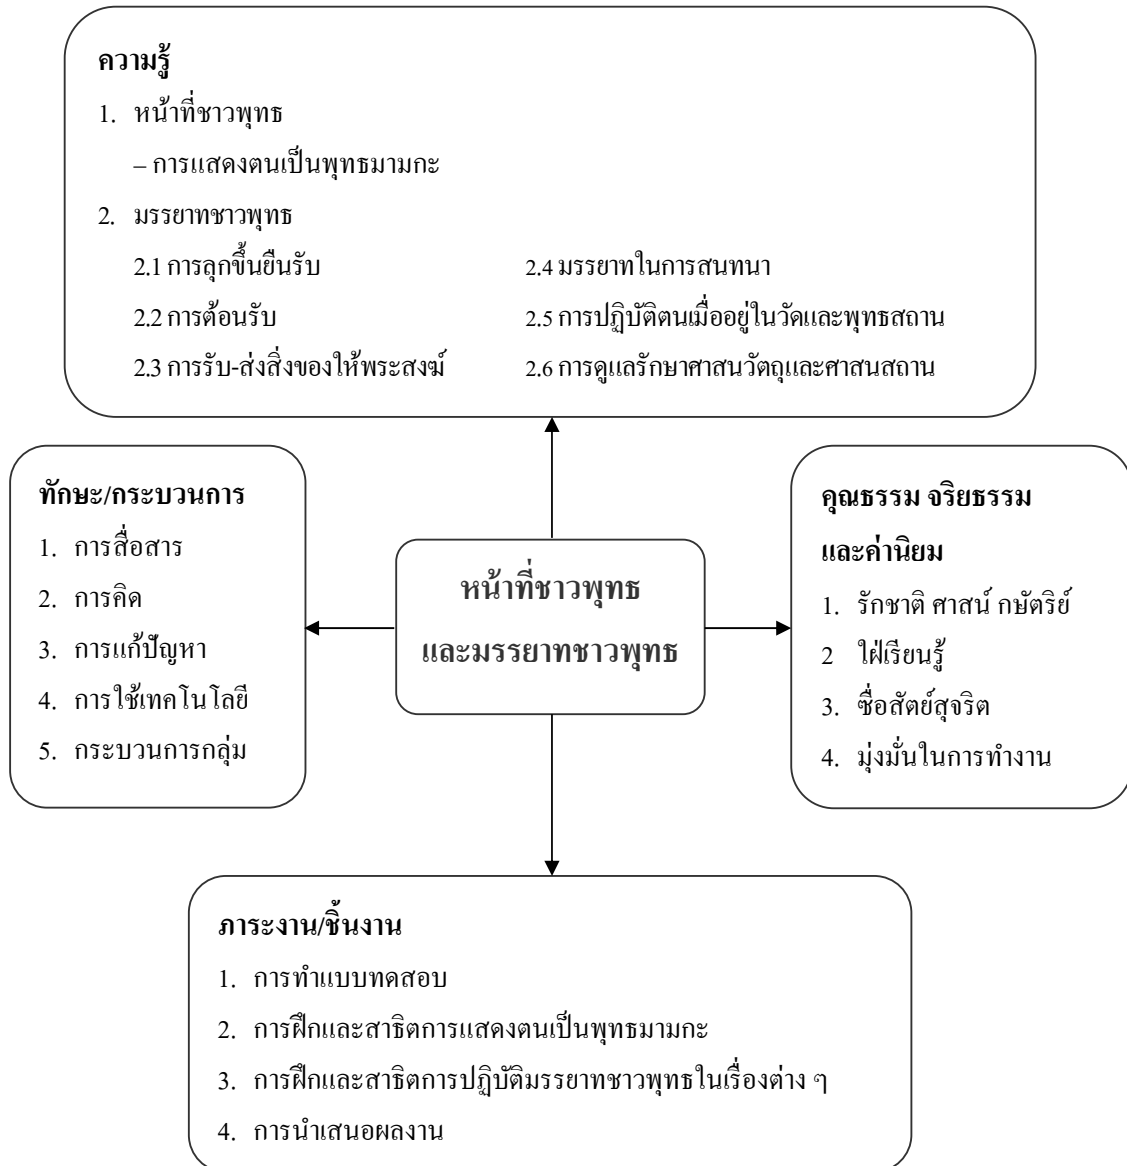 ความรู้
1. หน้าที่ชาวพุทธ
– การแสดงตนเป็นพุทธมามกะ
2. มรรยาทชาวพุทธ
2.1 การลุกขึ้นยืนรับ
2.2 การต้อนรับ
2.3 การรับ-ส่งสิ่งของให้พระสงฆ์
2.4 มรรยาทในการสนทนา
2.5 การปฏิบัติตนเมื่ออยู่ในวัดและพุทธสถาน
2.6 การดูแลรักษาศาสนวัตถุและศาสนสถาน
ทักษะ/กระบวนการ
1. การสื่อสาร
2. การคิด
3. การแก้ปัญหา
4. การใช้เทคโนโลยี
5. กระบวนการกลุ่ม
หน้าที่ชาวพุทธ
และมรรยาทชาวพุทธ
คุณธรรม จริยธรรม
และค่านิยม
1. รักชาติ ศาสน์ กษัตริย์
2 ใฝ่เรียนรู้
3. ซื่อสัตย์สุจริต
4. มุ่งมั่นในการทำงาน
ภาระงาน/ชิ้นงาน
1. การทำแบบทดสอบ
2. การฝึกและสาธิตการแสดงตนเป็นพุทธมามกะ
3. การฝึกและสาธิตการปฏิบัติมรรยาทชาวพุทธในเรื่องต่าง ๆ
4. การนำเสนอผลงาน